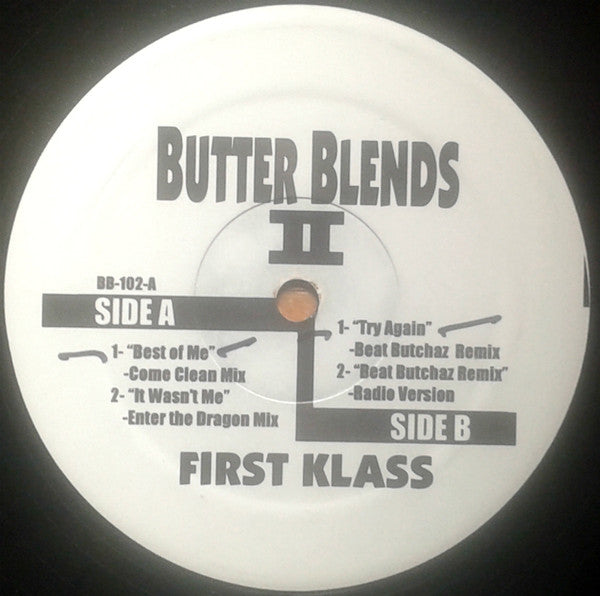 BUTTER BLENDS
II
BB-102-A
SIDE A
1- "Best of Me"
-Come Clean Mix
2- "It Wasn't Me"
-Enter the Dragon Mix
1- "Try Again"
-Beat Butchaz Remix
2- "Beat Butchaz Remix"
-Radio Version
SIDE B
FIRST KLASS